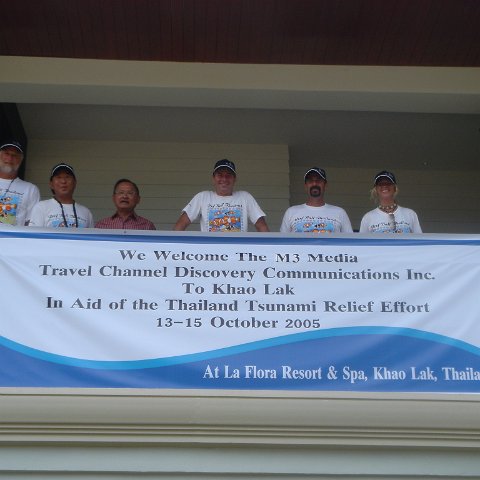 We Welcome The M3 Media
Travel Channel Discovery Communications Inc.
To Khao Lak
In Aid of the Thailand Tsunami Relief Effort
13-15 October 2005
At La Flora Resort & Spa, Khao Lak, Thaila